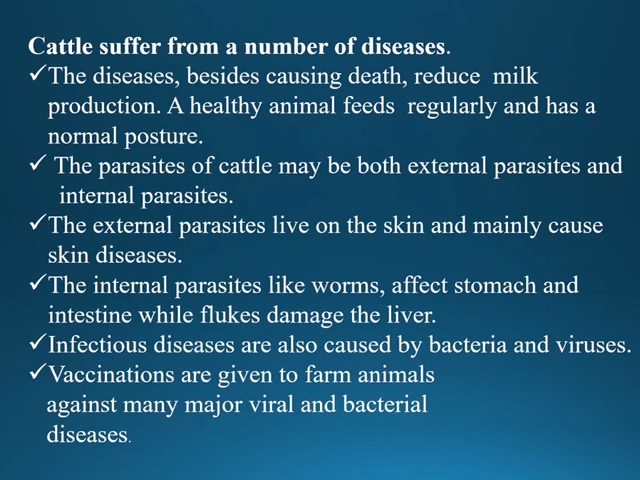 Cattle suffer from a number of diseases.
✓The diseases, besides causing death, reduce milk
production. A healthy animal feeds regularly and has a
normal posture.
✓ The parasites of cattle may be both external parasites and
internal parasites.
✓The external parasites live on the skin and mainly cause
skin diseases.
✓The internal parasites like worms, affect stomach and
intestine while flukes damage the liver.
✓Infectious diseases are also caused by bacteria and viruses.
✓Vaccinations are given to farm animals
against many major viral and bacterial
diseases.